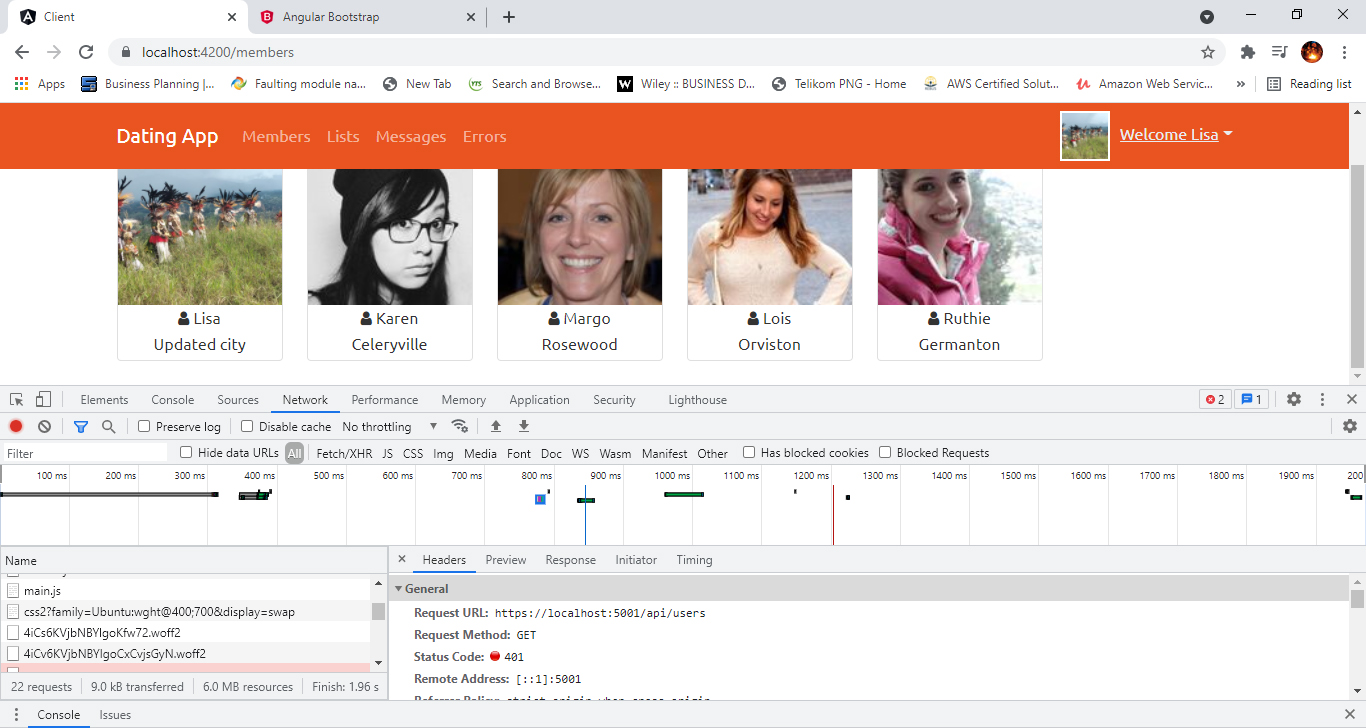 Client
Angular Bootstrap
localhost:4200/members
Apps
Business Planning |...
Faulting module na...
New Tab
Search and Browse...
Wiley :: BUSINESS D...
Telikom PNG - Home
AWS Certified Solut...
Amazon Web Servic...
»
Reading list
Dating App
Members
Lists
Messages
Errors
Welcome Lisa
Lisa
Karen
Margo
Lois
Ruthie
Updated city
Celeryville
Rosewood
Orviston
Germanton
Elements
Console
Sources
Network
Performance
Memory
Application
Security
Lighthouse
2
1
Preserve log
Disable cache
No throttling
Filter
Hide data URLs
All
Fetch/XHR
JS
CSS
Img
Media
Font
Doc
WS
Wasm
Manifest
Other
Has blocked cookies
Blocked Requests
100 ms
200 ms
300 ms
400 ms
500 ms
600 ms
700 ms
800 ms
900 ms
1000 ms
1100 ms
1200 ms
1300 ms
1400 ms
1500 ms
1600 ms
1700 ms
1800 ms
1900 ms
200
Name
Headers
Preview
Response
Initiator
Timing
main.js
css2?family=Ubuntu:wght@400;700&display=swap
4iCs6KVjbNBYlgoKfw72.woff2
4iCv6KVjbNBYlgoCxCvjsGyN.woff2
General
Request URL: https://localhost:5001/api/users
Request Method: GET
Status Code: 401
Remote Address: [::1]:5001
Referrer Policy: strict-origin-when-cross-origin
22 requests
9.0 kB transferred
6.0 MB resources
Finish: 1.96 s
Console
Issues